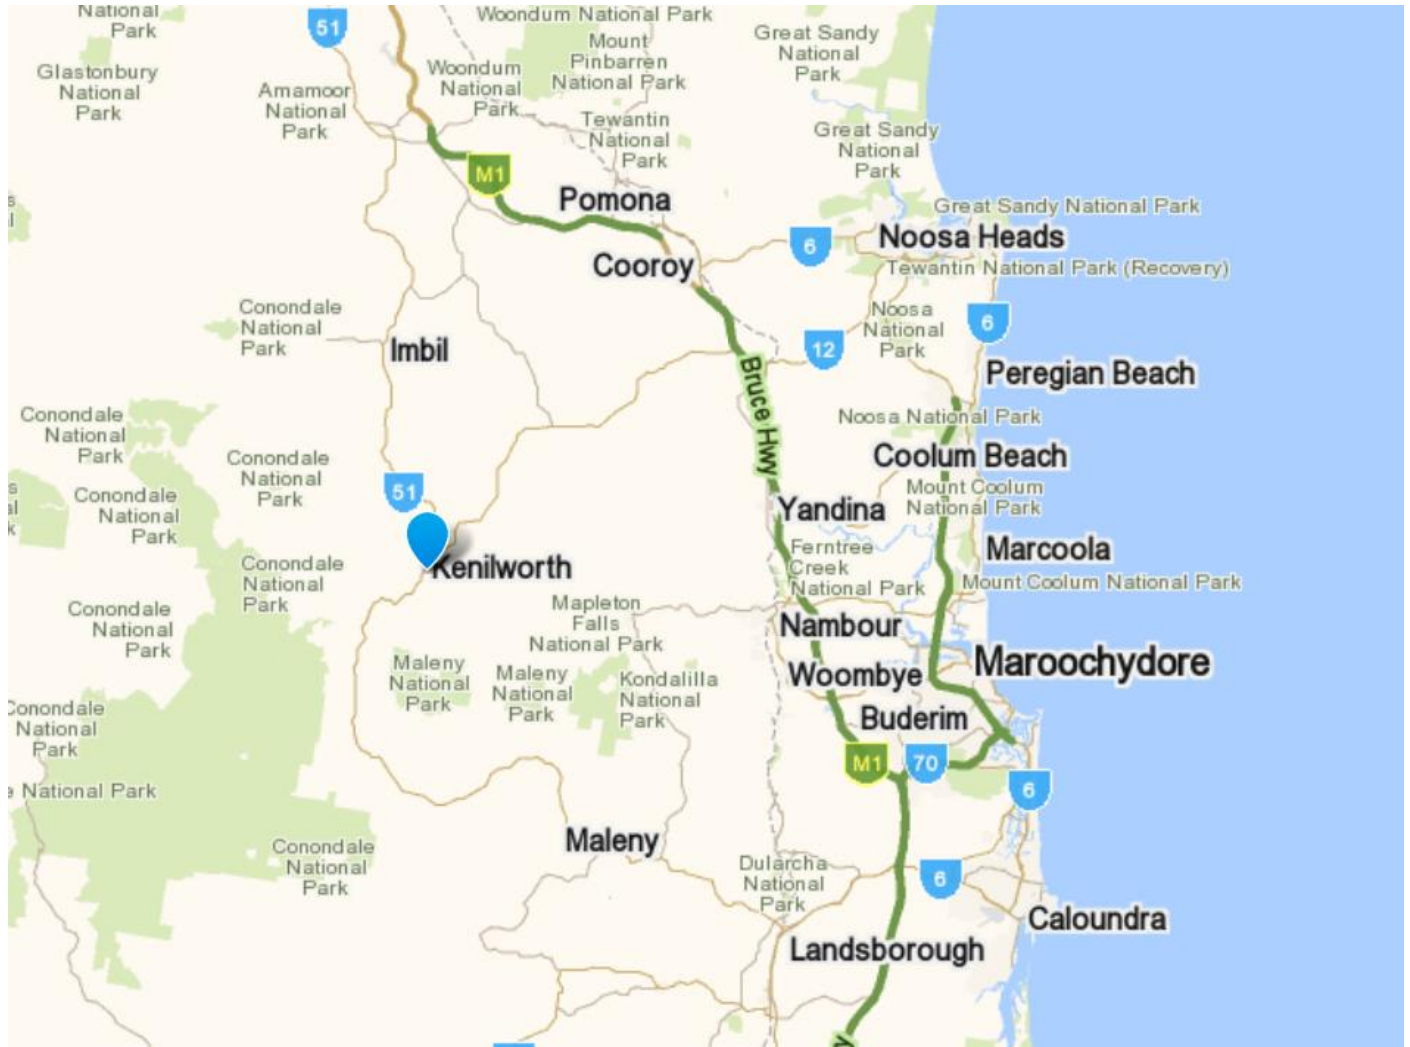 National
Park
51
Woondum National Park
Great Sandy
National
Park
Mount
Pinbarren
National Park
Glastonbury
National
Park
Woondum
National
Park
Amamoor
National
Park
Tewantin
National
Park
Great Sandy
National
Park
M1
Pomona
Great Sandy National Park
6
Noosa Heads
Cooroy
Tewantin National Park (Recovery)
Conondale
National
Park
Noosa
National
Park
6
Imbil
12
Bruce Hwy
Peregian Beach
Conondale
National
Park
Noosa National Park
Conondale
National
Park
Coolum Beach
51
Conondale
National
Park
Mount Coolum
National Park
Yandina
Kenilworth
Conondale
National
Park
Ferntree
Creek
National Park
Marcoola
Mount Coolum National Park
Conondale
National
Park
Mapleton
Falls
National Park
Nambour
Maleny
National
Park
Maleny
National
Park
Kondalilla
National
Park
Woombye
Maroochydore
Conondale
National
Park
Buderim
M1
70
6
National Park
Conondale
National
Park
Maleny
Dularcha
National
Park
6
Caloundra
Landsborough